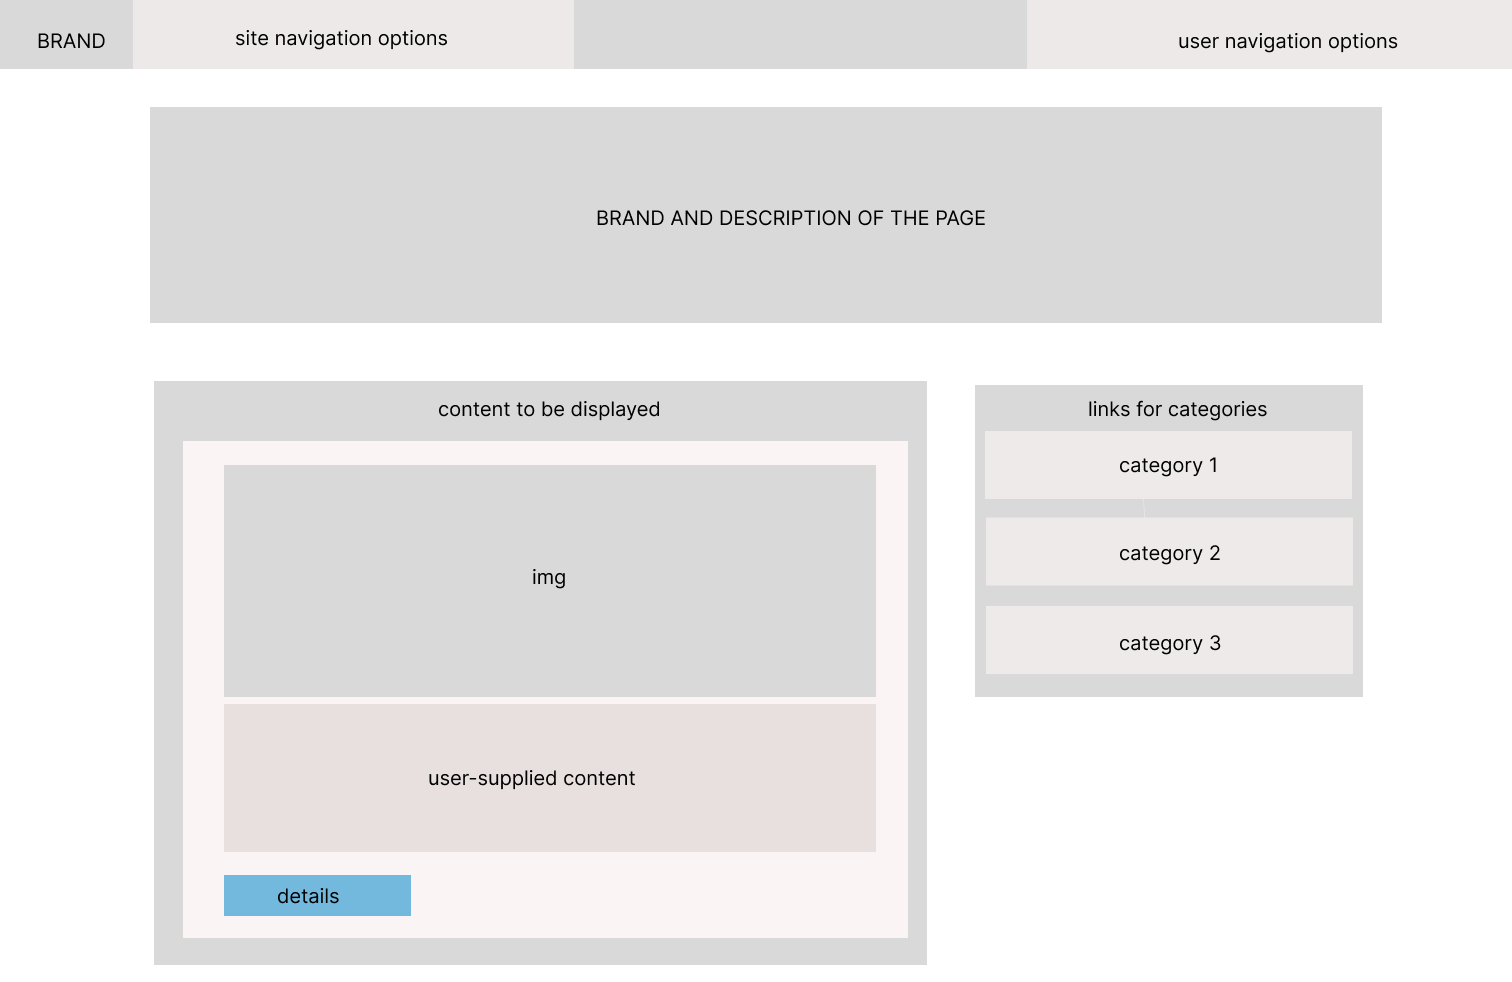 BRAND
site navigation options
user navigation options
BRAND AND DESCRIPTION OF THE PAGE
content to be displayed
img
user-supplied content
details
links for categories
category 1
category 2
category 3